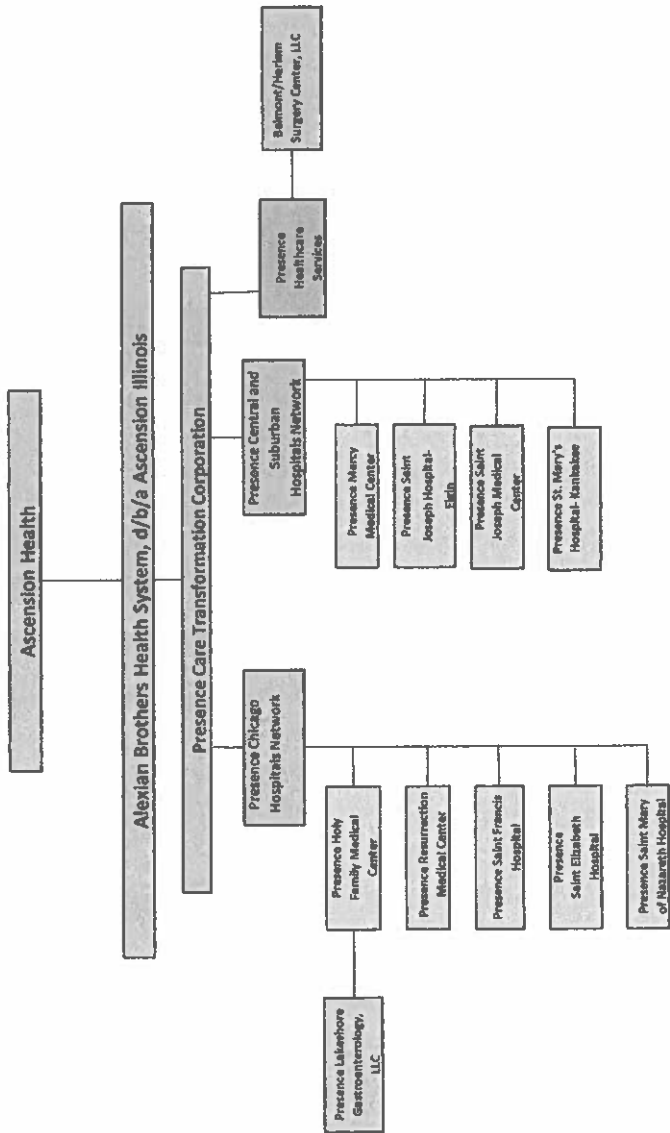 Ascension Health
Alexian Brothers Health System, d/b/a Ascension Illinois
Presence Care Transformation Corporation
Presence Chicago
Hospitals Network
Presence Central and
Suburban
Hospitals Network
Presence
Healthcare
Services
Belmont/Harlem
Surgery Center, LLC
Presence Lakeshore
Gastroenterology,
LLC
Presence Holy
Family Medical
Center
Presence Resurrection
Medical Center
Presence Saint Francis
Hospital
Presence
Saint Elizabeth
Hospital
Presence Saint Mary
of Nazareth Hospital
Presence Mercy
Medical Center
Presence Saint
Joseph Hospital-
Elgin
Presence Saint
Joseph Medical
Center
Presence St. Mary's
Hospital- Kankakee